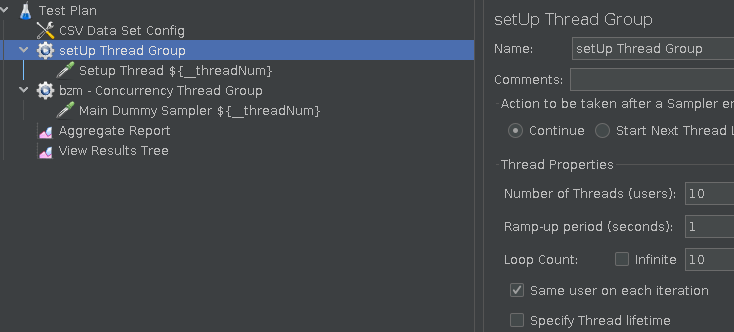 Test Plan
CSV Data Set Config
setUp Thread Group
Setup Thread ${__threadNum}
bzm - Concurrency Thread Group
Main Dummy Sampler ${__threadNum}
Aggregate Report
View Results Tree
setUp Thread Group
Name: setUp Thread Group
Comments:
Action to be taken after a Sampler er
Continue Start Next Thread L
Thread Properties
Number of Threads (users): 10
Ramp-up period (seconds): 1
Loop Count: Infinite 10
Same user on each iteration
Specify Thread lifetime